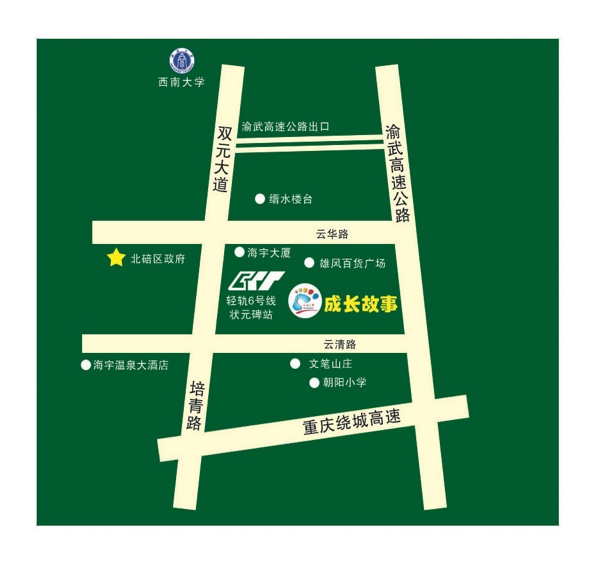 西南大学
渝武高速公路出口
双元大道
渝武高速公路
缙水楼台
云华路
北碚区政府
海宇大厦
雄风百货广场
轻轨6号线
状元碑站
成长故事
云清路
海宇温泉大酒店
文笔山庄
朝阳小学
培青路
重庆绕城高速